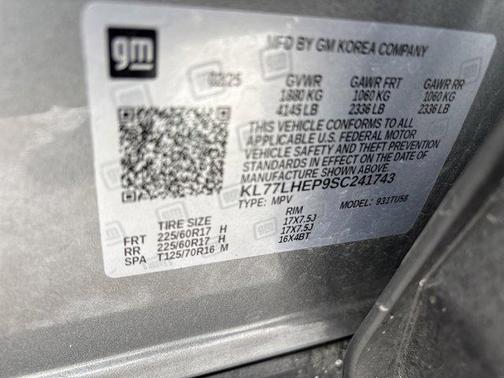 gm
MFD BY GM KOREA COMPANY
02/25 GVWR GAWR FRT GAWR RR
1880 KG 1060 KG 1060 KG
4145 LB 2336 LB 2336 LB
THIS VEHICLE CONFORMS TO ALL
APPLICABLE U.S. FEDERAL MOTOR
VEHICLE SAFETY AND THEFT PREVENTION
STANDARDS IN EFFECT ON THE DATE OF
MANUFACTURE SHOWN ABOVE.
KL77LHEP9SC241743
TYPE: MPV MODEL: 931TU58
TIRE SIZE RIM
FRT 225/60R17 H 17X7.5J
RR 225/60R17 H 17X7.5J
SPA T125/70R16 M 16X4BT